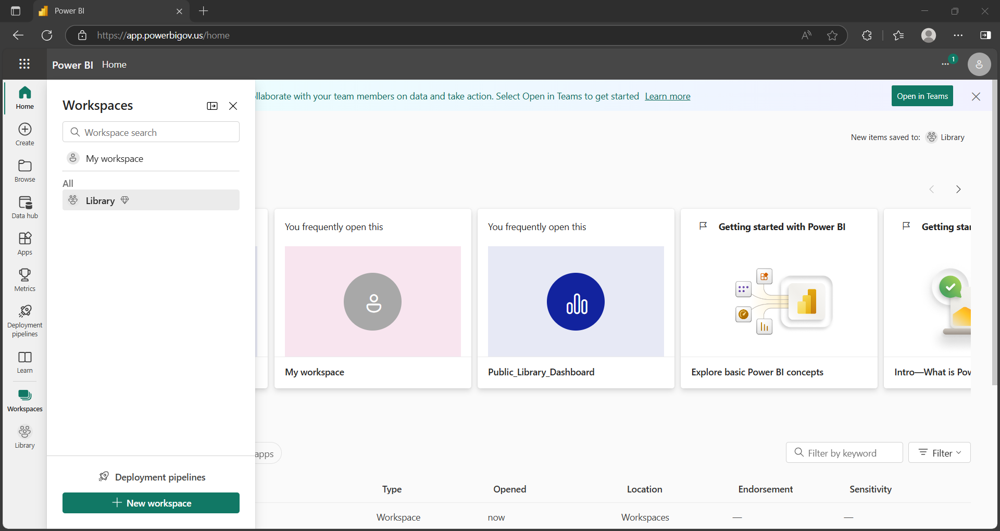 Power BI
https://app.powerbigov.us/home
Power BI Home
1
Home
Create
Browse
Data hub
Apps
Metrics
Deployment
pipelines
Learn
Workspaces
Library
Workspaces
Workspace search
My workspace
All
Library
Deployment pipelines
New workspace
with your team members on data and take action. Select Open in Teams to get started Learn more
Open in Teams
New items saved to: Library
You frequently open this
My workspace
You frequently open this
Public_Library_Dashboard
Getting started with Power BI
Explore basic Power BI concepts
Getting
Intro—What is
apps
Filter by keyword
Filter
Type Opened Location Endorsement Sensitivity
Workspace now Workspaces — —